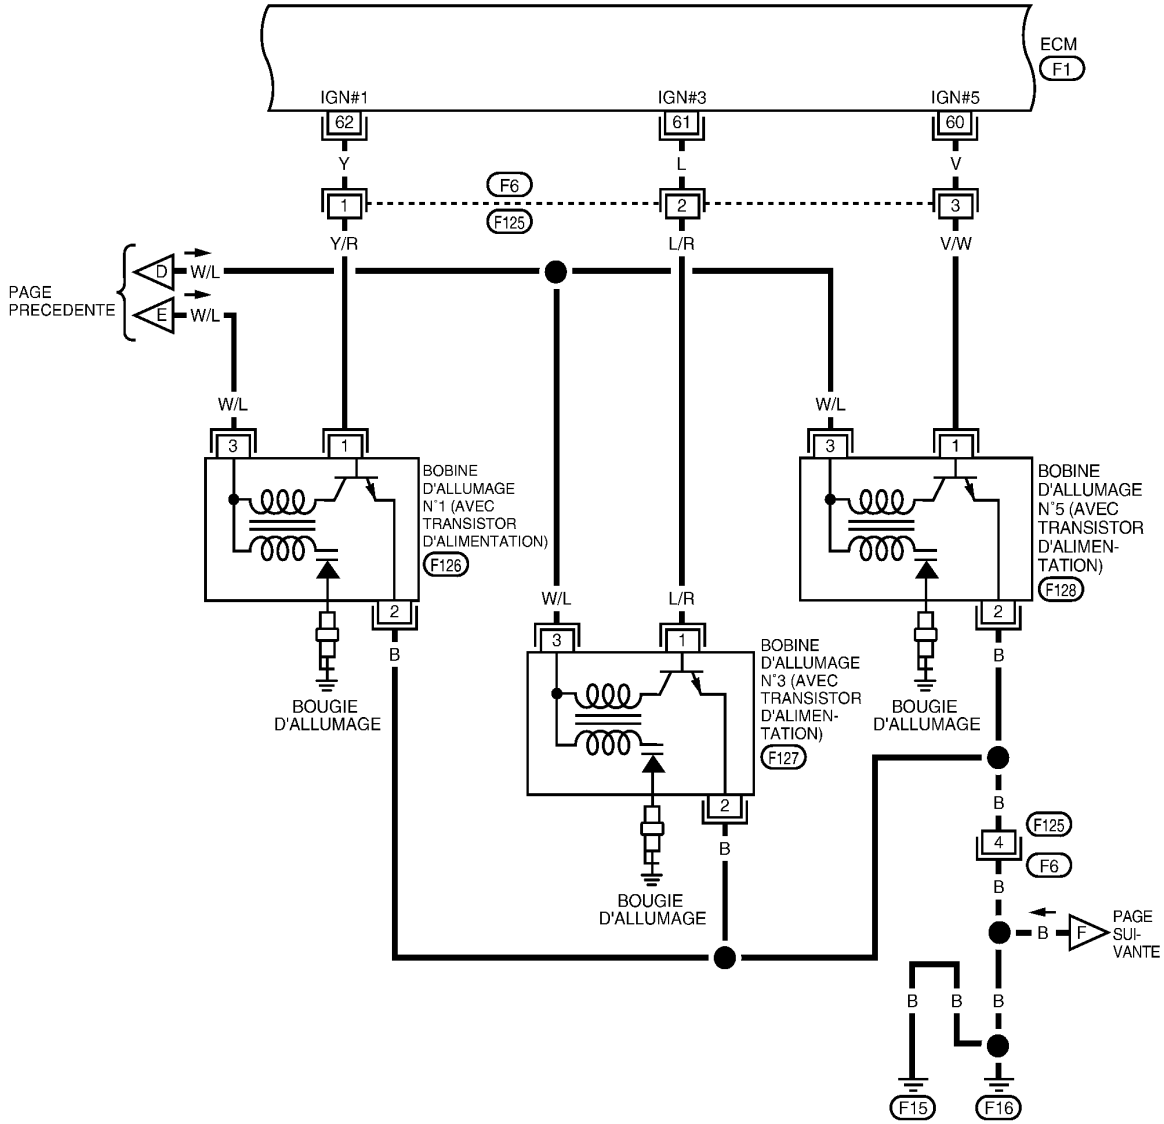 ECM
F1
IGN#1
IGN#3
IGN#5
62
61
60
Y
L
V
F6
1
2
3
F125
Y/R
L/R
V/W
PAGE
PRECEDENTE
D
W/L
E
W/L
W/L
W/L
3
1
3
1
BOBINE
D'ALLUMAGE
N°1 (AVEC
TRANSISTOR
D'ALIMENTATION)
F126
BOBINE
D'ALLUMAGE
N°5 (AVEC
TRANSISTOR
D'ALIMEN-
TATION)
F128
2
2
W/L
L/R
3
1
B
B
BOUGIE
D'ALLUMAGE
BOBINE
D'ALLUMAGE
N°3 (AVEC
TRANSISTOR
D'ALIMEN-
TATION)
F127
BOUGIE
D'ALLUMAGE
2
B
B
F125
4
F6
B
BOUGIE
D'ALLUMAGE
B
F
PAGE
SUI-
VANTE
B
B
B
F15
F16